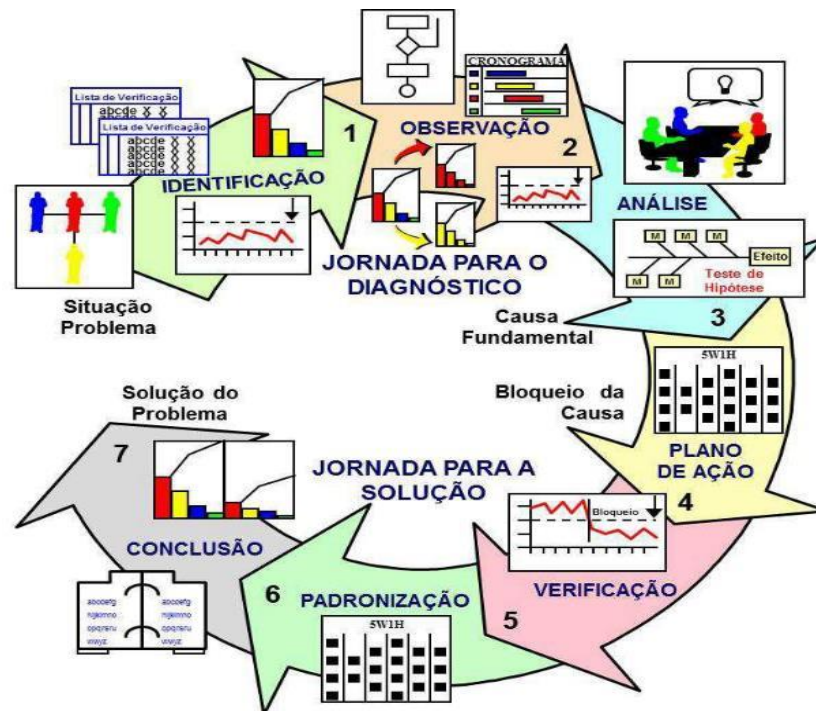 Lista de Verificação
abcde X X
Lista de Verificação
abcde X X
abcde X X
abcde X X
abcde X X
IDENTIFICAÇÃO
1
Situação
Problema
CRONOGRAMA
OBSERVAÇÃO
2
JORNADA PARA O
DIAGNÓSTICO
ANÁLISE
M M M
Efeito
M M
Teste de
Hipótese
3
Causa
Fundamental
5W1H
PLANO
DE AÇÃO
4
Bloqueio da
Causa
Bloqueio
VERIFICAÇÃO
5
JORNADA PARA A
SOLUÇÃO
6
PADRONIZAÇÃO
5W1H
Solução do
Problema
7
CONCLUSÃO